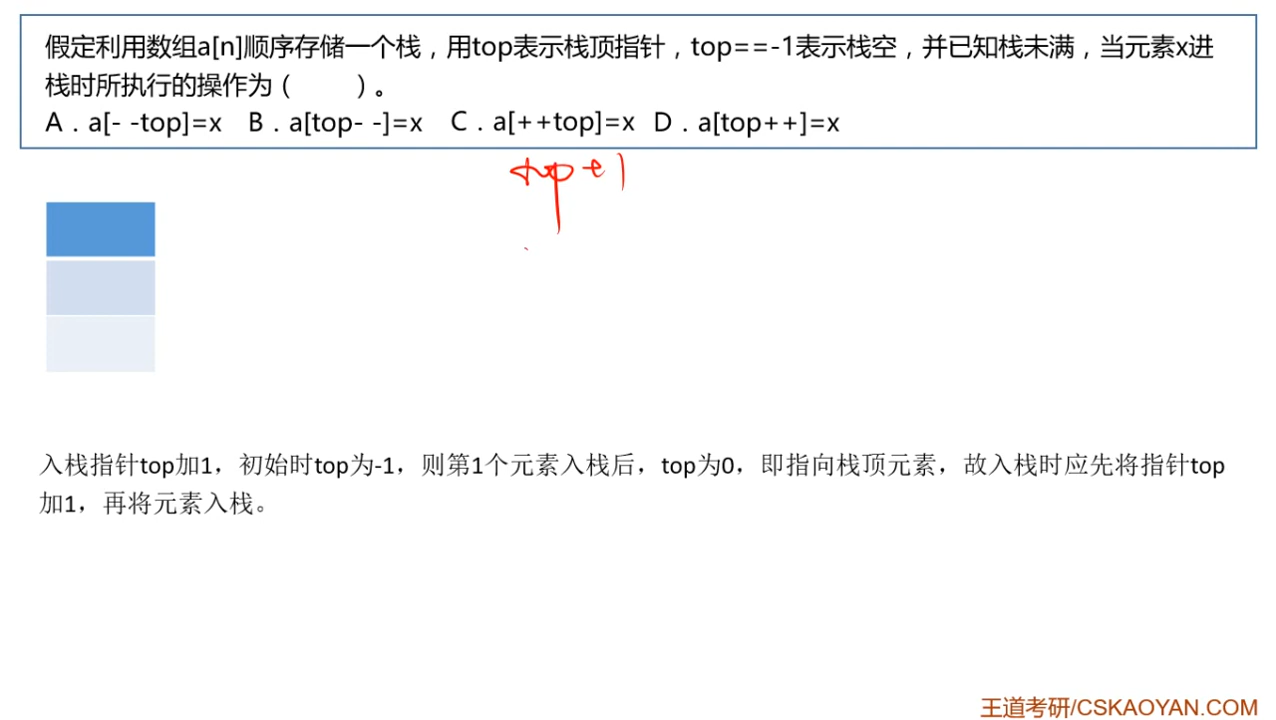 假定利用数组a[n]顺序存储一个栈，用top表示栈顶指针，top==-1表示栈空，并已知栈未满，当元素x进
栈时所执行的操作为（　　）。
A．a[- -top]=x B．a[top- -]=x C．a[++top]=x D．a[top++]=x
top
入栈指针top加1，初始时top为-1，则第1个元素入栈后，top为0，即指向栈顶元素，故入栈时应先将指针top
加1，再将元素入栈。
王道考研/CSKAOYAN.COM